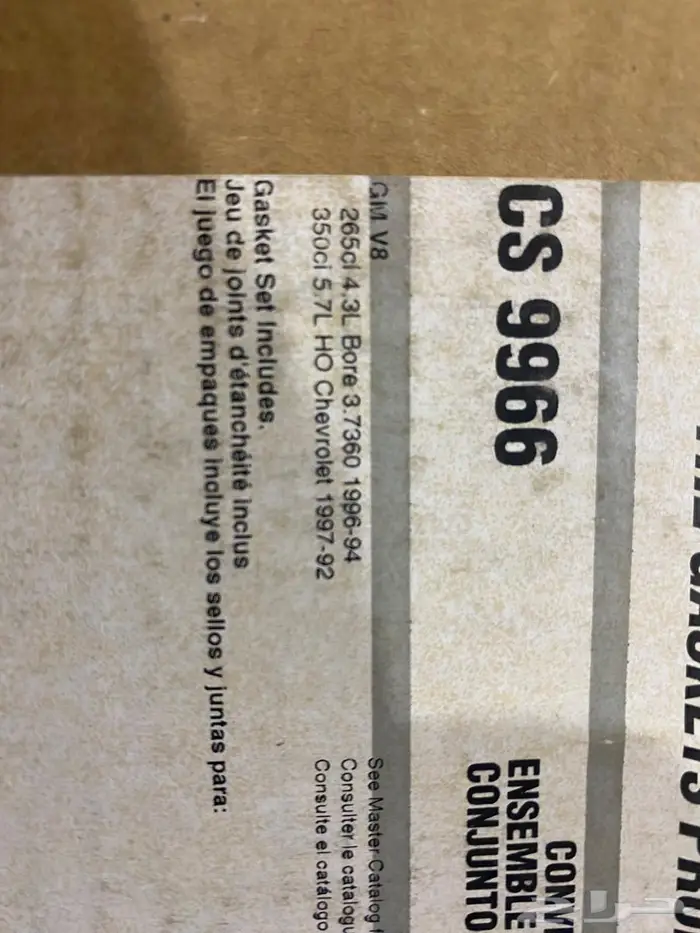 CS 9966
ENSEMBLE
CONJUNTO
GM V8
265ci 4.3L Bore 3.7360 1996-94
350ci 5.7L HO Chevrolet 1997-92
See Master Catalog
Consulter le
Consulte el catálogo
Gasket Set Includes.
Jeu de joints d'étanchéité inclus
El juego de empaques incluye los sellos y juntas para:
حراج